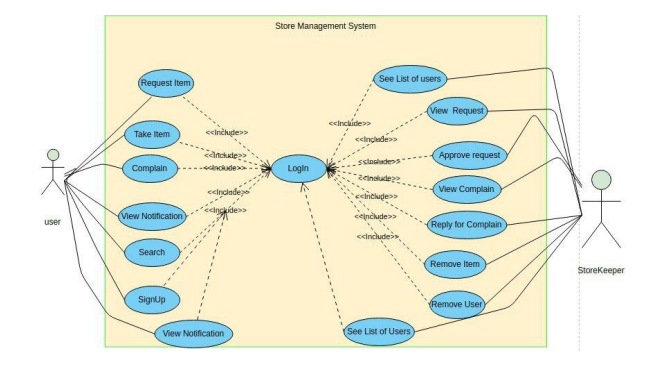 Store Management System
See List of users
Request Item
View Request
<<Include>>
Take Item
<<Include>>
<<Include>>
Approve request
<<Include>>
<<Include>>
Complain
<<Include>>
LogIn
<<Include>>
View Complain
user
<<Include>>
<<Include>>
View Notification
<<Include>>
<<Include>>
Reply for Complain
<<Include>>
Search
Remove Item
StoreKeeper
SignUp
Remove User
View Notification
See List of Users